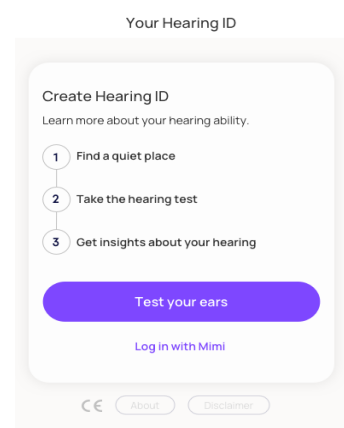 Your Hearing ID
Create Hearing ID
Learn more about your hearing ability.
1 Find a quiet place
2 Take the hearing test
3 Get insights about your hearing
Test your ears
Log in with Mimi
CE About Disclaimer